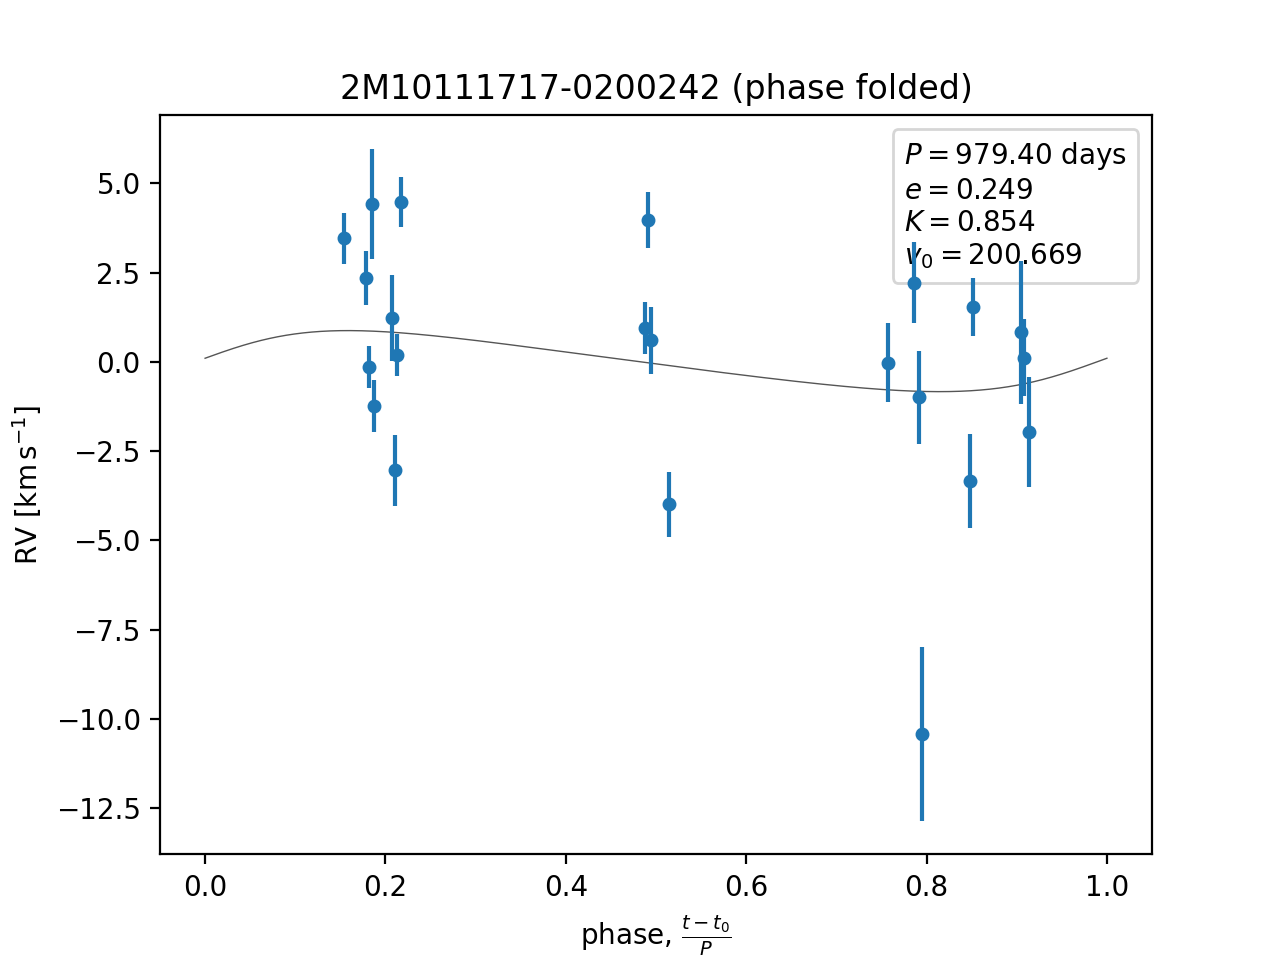 2M10111717-0200242 (phase folded)
P = 979.40 days
e = 0.249
K = 0.854
v₀ = 200.669
5.0
2.5
0.0
−2.5
−5.0
−7.5
−10.0
−12.5
RV [km s⁻¹]
0.0 0.2 0.4 0.6 0.8 1.0
phase, (t − t₀)/P